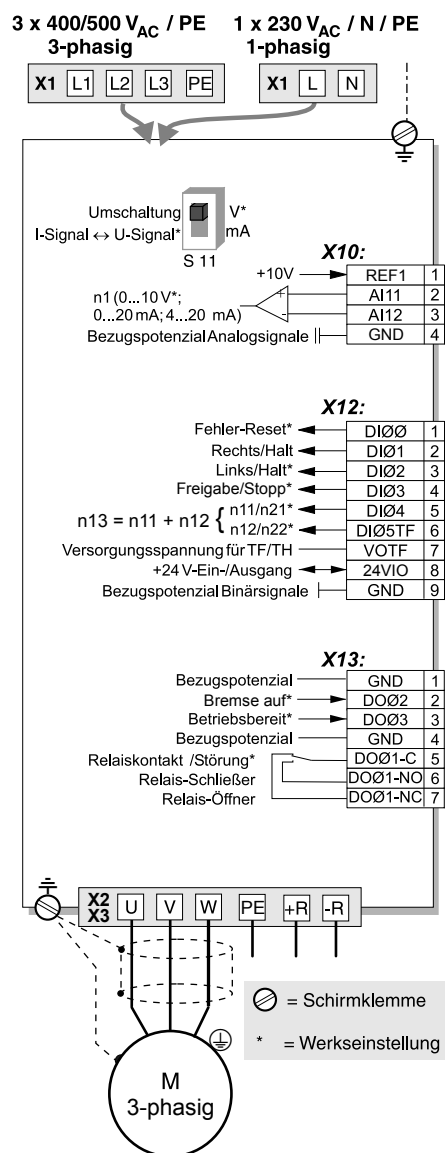 3 x 400/500 VAC / PE
3-phasig
1 x 230 VAC / N / PE
1-phasig
X1 L1 L2 L3 PE
X1 L N
Umschaltung
I-Signal ↔ U-Signal*
V*
mA
S 11
X10:
+10V REF1 1
n1 (0...10 V*;
0...20 mA; 4...20 mA)
+ AI11 2
- AI12 3
Bezugspotenzial Analogsignale GND 4
X12:
Fehler-Reset* DIØØ 1
Rechts/Halt DIØ1 2
Links/Halt* DIØ2 3
Freigabe/Stopp* DIØ3 4
n13 = n11 + n12 {
n11/n21* DIØ4 5
n12/n22* DIØ5TF 6
Versorgungsspannung für TF/TH VOTF 7
+24 V-Ein-/Ausgang 24VIO 8
Bezugspotenzial Binärsignale GND 9
X13:
Bezugspotenzial GND 1
Bremse auf* DOØ2 2
Betriebsbereit* DOØ3 3
Bezugspotenzial GND 4
Relaiskontakt /Störung* DOØ1-C 5
Relais-Schließer DOØ1-NO 6
Relais-Öffner DOØ1-NC 7
X2
X3
U V W PE +R -R
M
3-phasig
= Schirmklemme
* = Werkseinstellung